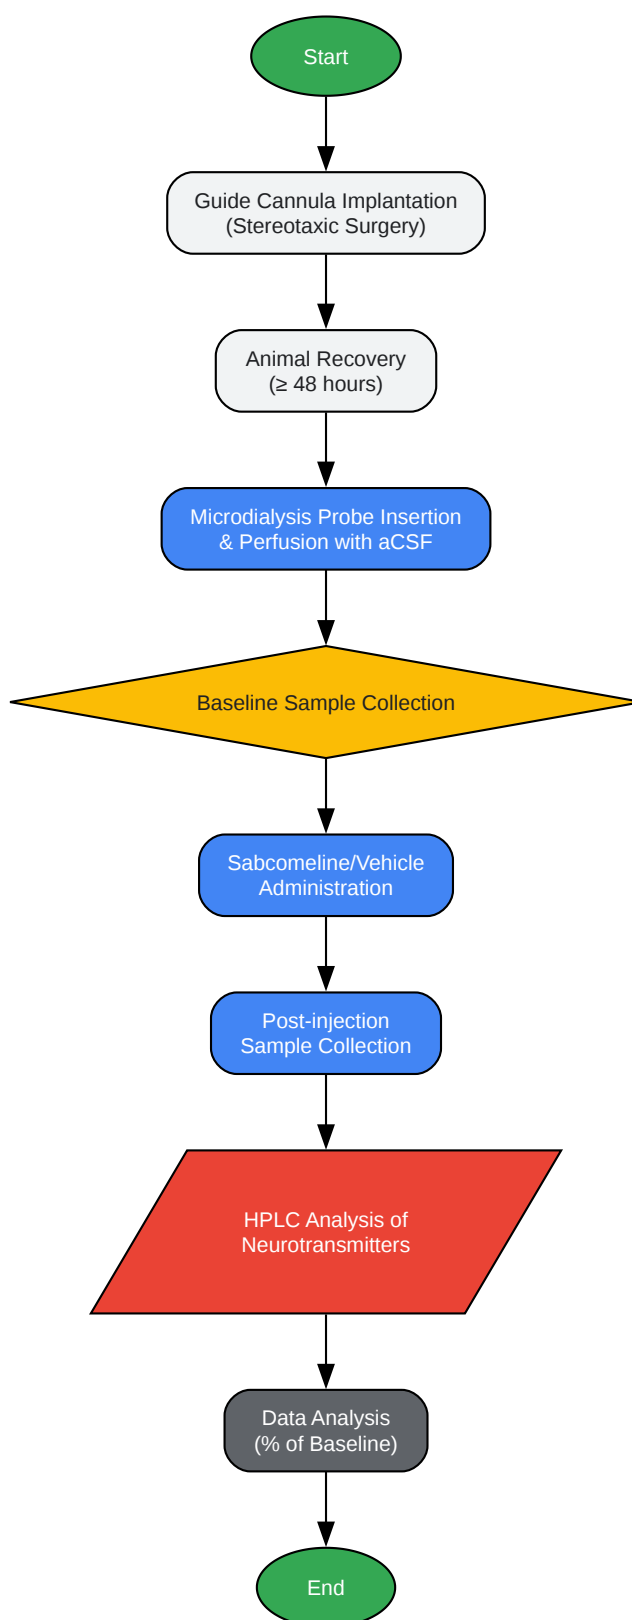 Start
Guide Cannula Implantation
(Stereotaxic Surgery)
Animal Recovery
(≥ 48 hours)
Microdialysis Probe Insertion
& Perfusion with aCSF
Baseline Sample Collection
Sabcomeline/Vehicle
Administration
Post-injection
Sample Collection
HPLC Analysis of
Neurotransmitters
Data Analysis
(% of Baseline)
End